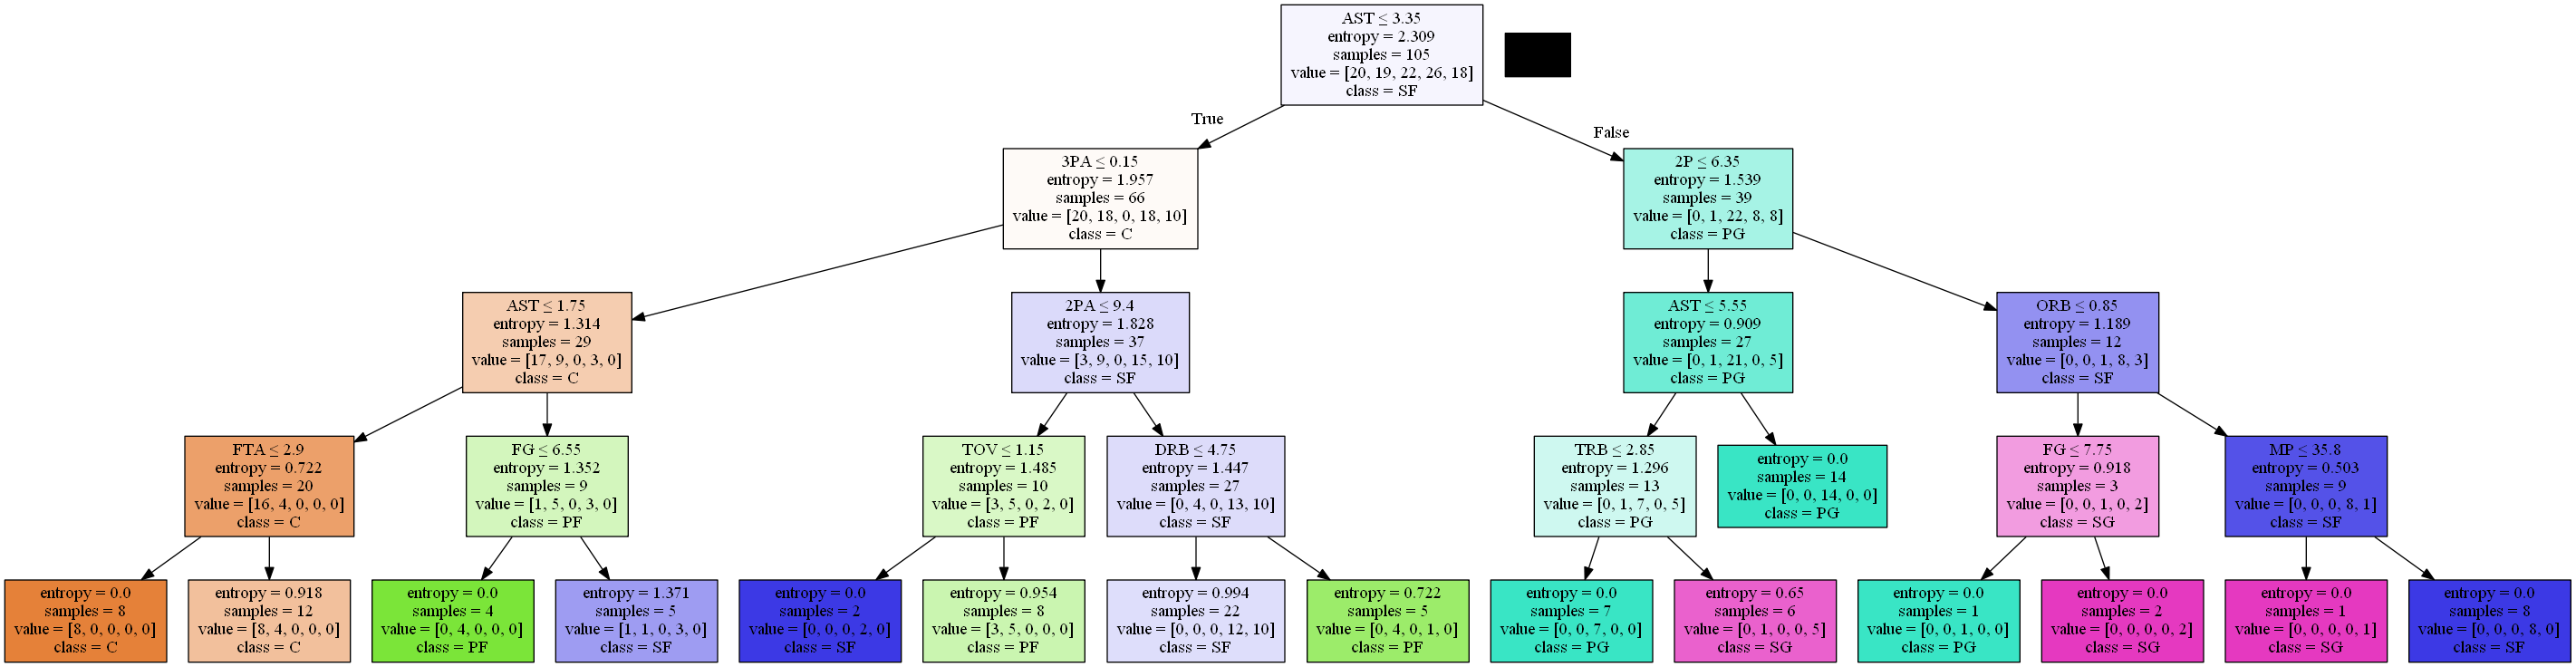 AST ≤ 3.35
entropy = 2.309
samples = 105
value = [20, 19, 22, 26, 18]
class = SF
True
False
3PA ≤ 0.15
entropy = 1.957
samples = 66
value = [20, 18, 0, 18, 10]
class = C
2P ≤ 6.35
entropy = 1.539
samples = 39
value = [0, 1, 22, 8, 8]
class = PG
AST ≤ 1.75
entropy = 1.314
samples = 29
value = [17, 9, 0, 3, 0]
class = C
2PA ≤ 9.4
entropy = 1.828
samples = 37
value = [3, 9, 0, 15, 10]
class = SF
AST ≤ 5.55
entropy = 0.909
samples = 27
value = [0, 1, 21, 0, 5]
class = PG
ORB ≤ 0.85
entropy = 1.189
samples = 12
value = [0, 0, 1, 8, 3]
class = SF
FTA ≤ 2.9
entropy = 0.722
samples = 20
value = [16, 4, 0, 0, 0]
class = C
FG ≤ 6.55
entropy = 1.352
samples = 9
value = [1, 5, 0, 3, 0]
class = PF
TOV ≤ 1.15
entropy = 1.485
samples = 10
value = [3, 5, 0, 2, 0]
class = PF
DRB ≤ 4.75
entropy = 1.447
samples = 27
value = [0, 4, 0, 13, 10]
class = SF
TRB ≤ 2.85
entropy = 1.296
samples = 13
value = [0, 1, 7, 0, 5]
class = PG
entropy = 0.0
samples = 14
value = [0, 0, 14, 0, 0]
class = PG
FG ≤ 7.75
entropy = 0.918
samples = 3
value = [0, 0, 1, 0, 2]
class = SG
MP ≤ 35.8
entropy = 0.503
samples = 9
value = [0, 0, 0, 8, 1]
class = SF
entropy = 0.0
samples = 8
value = [8, 0, 0, 0, 0]
class = C
entropy = 0.918
samples = 12
value = [8, 4, 0, 0, 0]
class = C
entropy = 0.0
samples = 4
value = [0, 4, 0, 0, 0]
class = PF
entropy = 1.371
samples = 5
value = [1, 1, 0, 3, 0]
class = SF
entropy = 0.0
samples = 2
value = [0, 0, 0, 2, 0]
class = SF
entropy = 0.954
samples = 8
value = [3, 5, 0, 0, 0]
class = PF
entropy = 0.994
samples = 22
value = [0, 0, 0, 12, 10]
class = SF
entropy = 0.722
samples = 5
value = [0, 4, 0, 1, 0]
class = PF
entropy = 0.0
samples = 7
value = [0, 0, 7, 0, 0]
class = PG
entropy = 0.65
samples = 6
value = [0, 1, 0, 0, 5]
class = SG
entropy = 0.0
samples = 1
value = [0, 0, 1, 0, 0]
class = PG
entropy = 0.0
samples = 2
value = [0, 0, 0, 0, 2]
class = SG
entropy = 0.0
samples = 1
value = [0, 0, 0, 0, 1]
class = SG
entropy = 0.0
samples = 8
value = [0, 0, 0, 8, 0]
class = SF